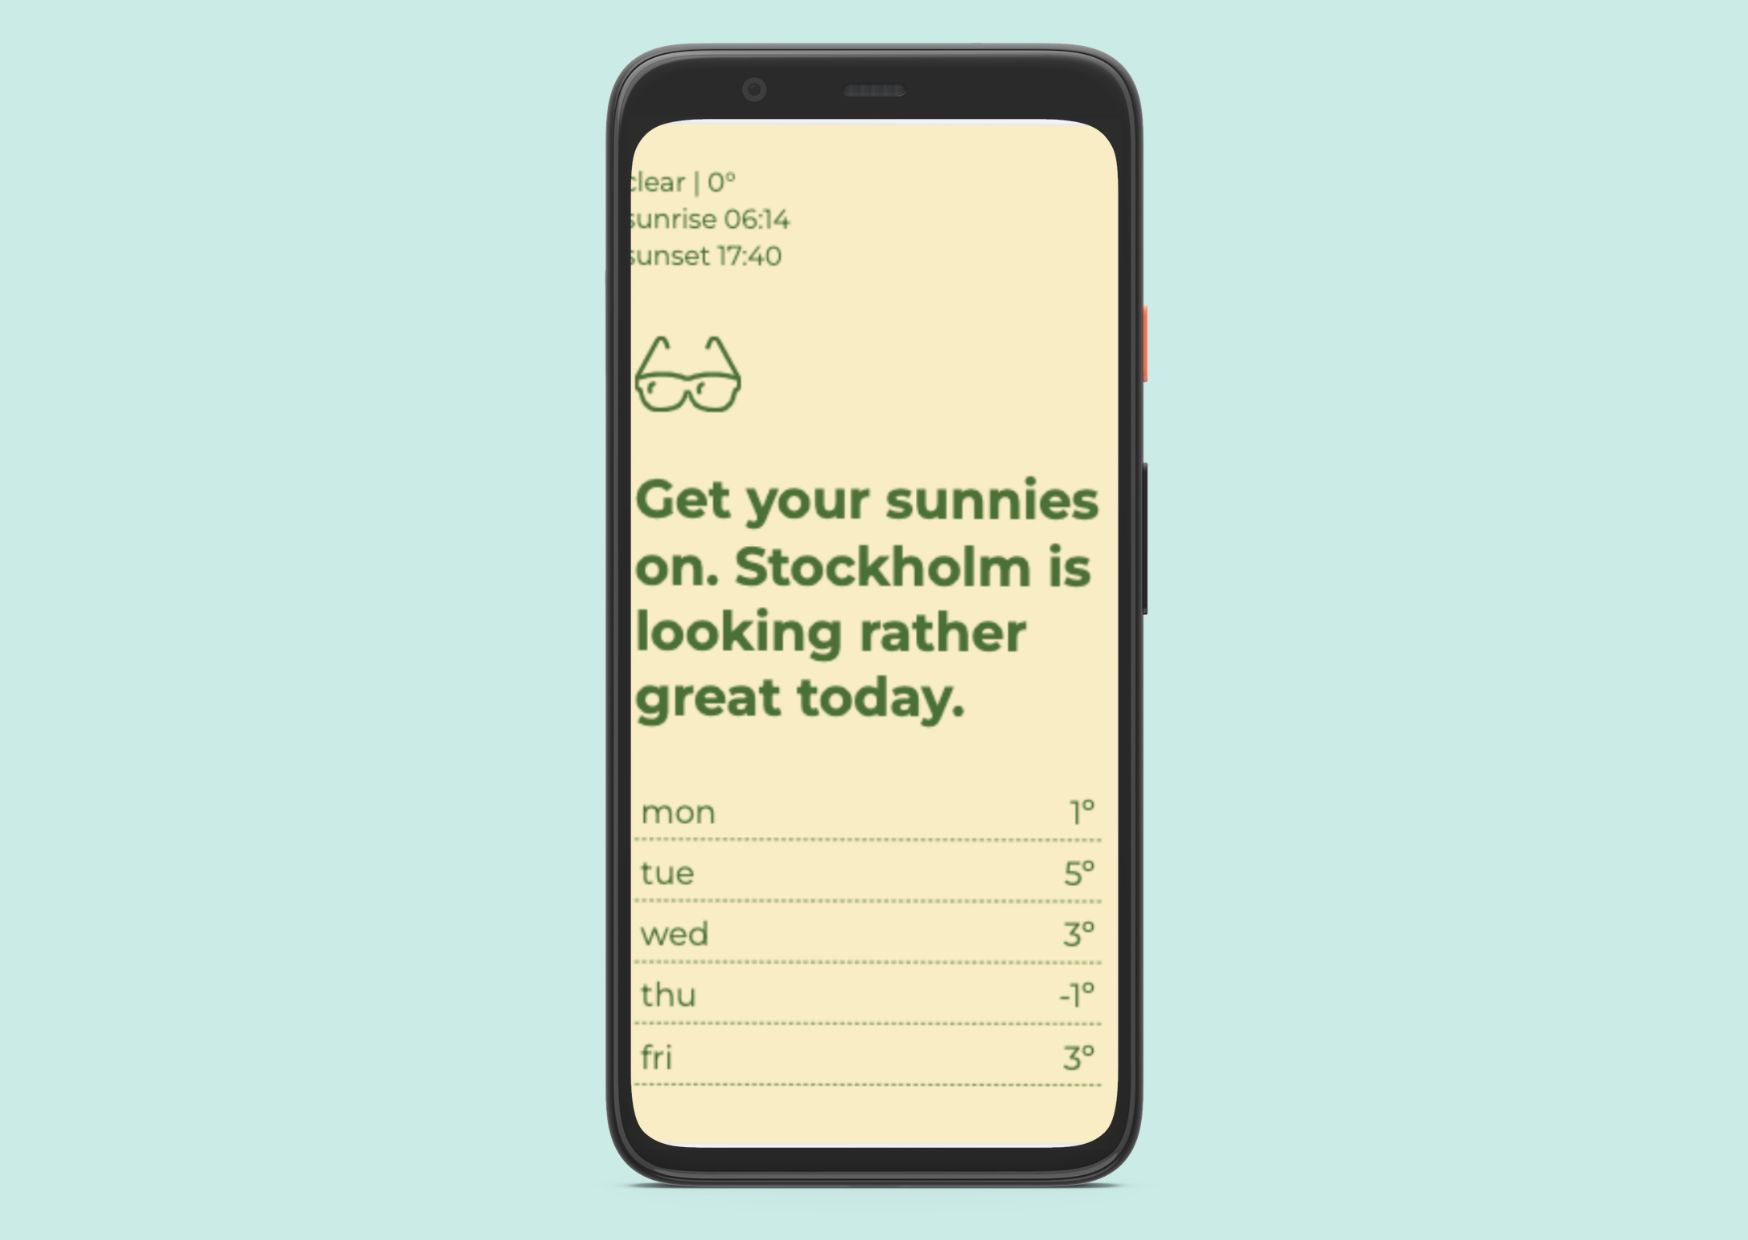 clear | 0°
sunrise 06:14
sunset 17:40
Get your sunnies
on. Stockholm is
looking rather
great today.
mon 1°
tue 5°
wed 3°
thu -1°
fri 3°